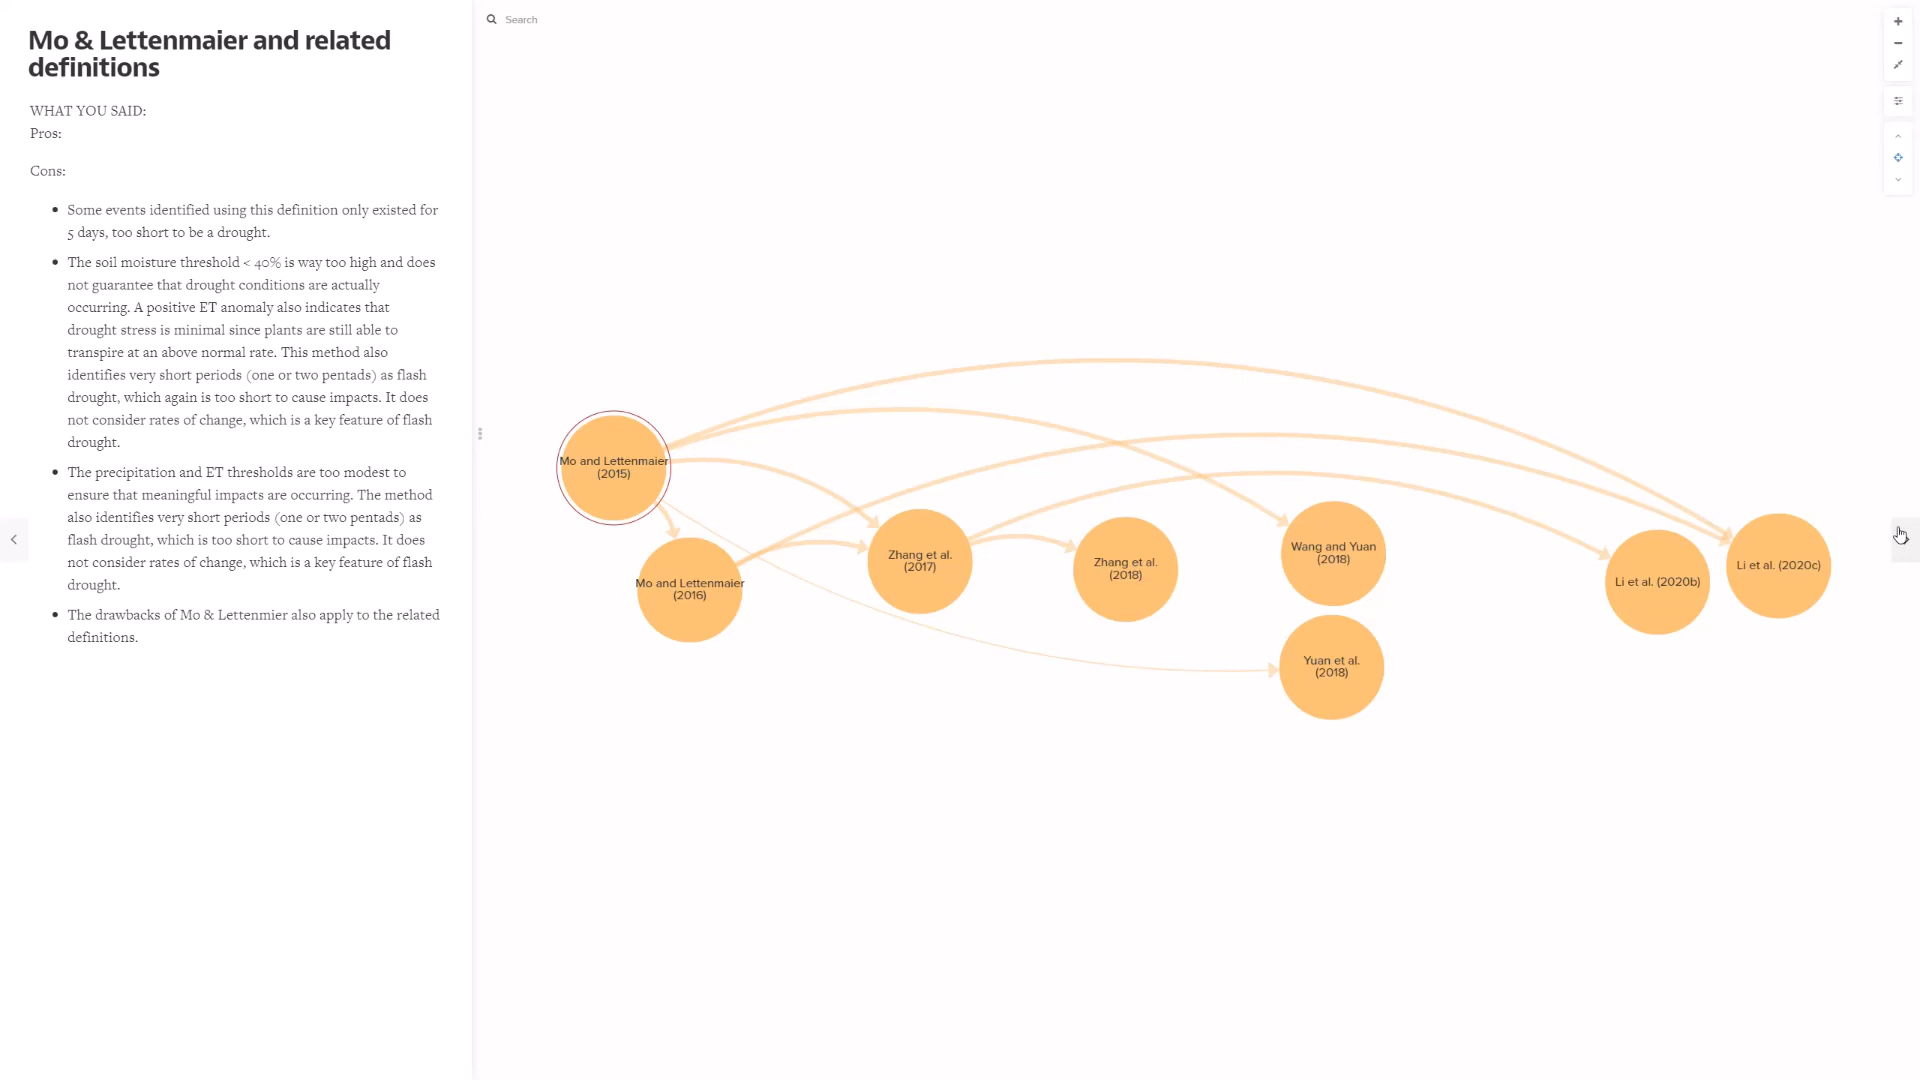 Mo & Lettenmaier and related
definitions
WHAT YOU SAID:
Pros:
Cons:
Some events identified using this definition only existed for
5 days, too short to be a drought.
The soil moisture threshold < 40% is way too high and does
not guarantee that drought conditions are actually
occurring. A positive ET anomaly also indicates that
drought stress is minimal since plants are still able to
transpire at an above normal rate. This method also
identifies very short periods (one or two pentads) as flash
drought, which again is too short to cause impacts. It does
not consider rates of change, which is a key feature of flash
drought.
The precipitation and ET thresholds are too modest to
ensure that meaningful impacts are occurring. The method
also identifies very short periods (one or two pentads) as
flash drought, which is too short to cause impacts. It does
not consider rates of change, which is a key feature of flash
drought.
The drawbacks of Mo & Lettenmier also apply to the related
definitions.
Search
Mo and Lettenmaier
(2015)
Mo and Lettenmaier
(2016)
Zhang et al.
(2017)
Zhang et al.
(2018)
Wang and Yuan
(2018)
Yuan et al.
(2018)
Li et al. (2020b)
Li et al. (2020c)